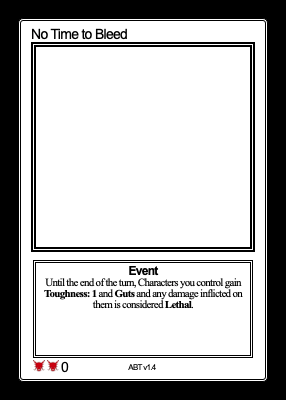 No Time to Bleed
Event
Until the end of the turn, Characters you control gain
Toughness: 1 and Guts and any damage inflicted on
them is considered Lethal.
0
ABT v1.4